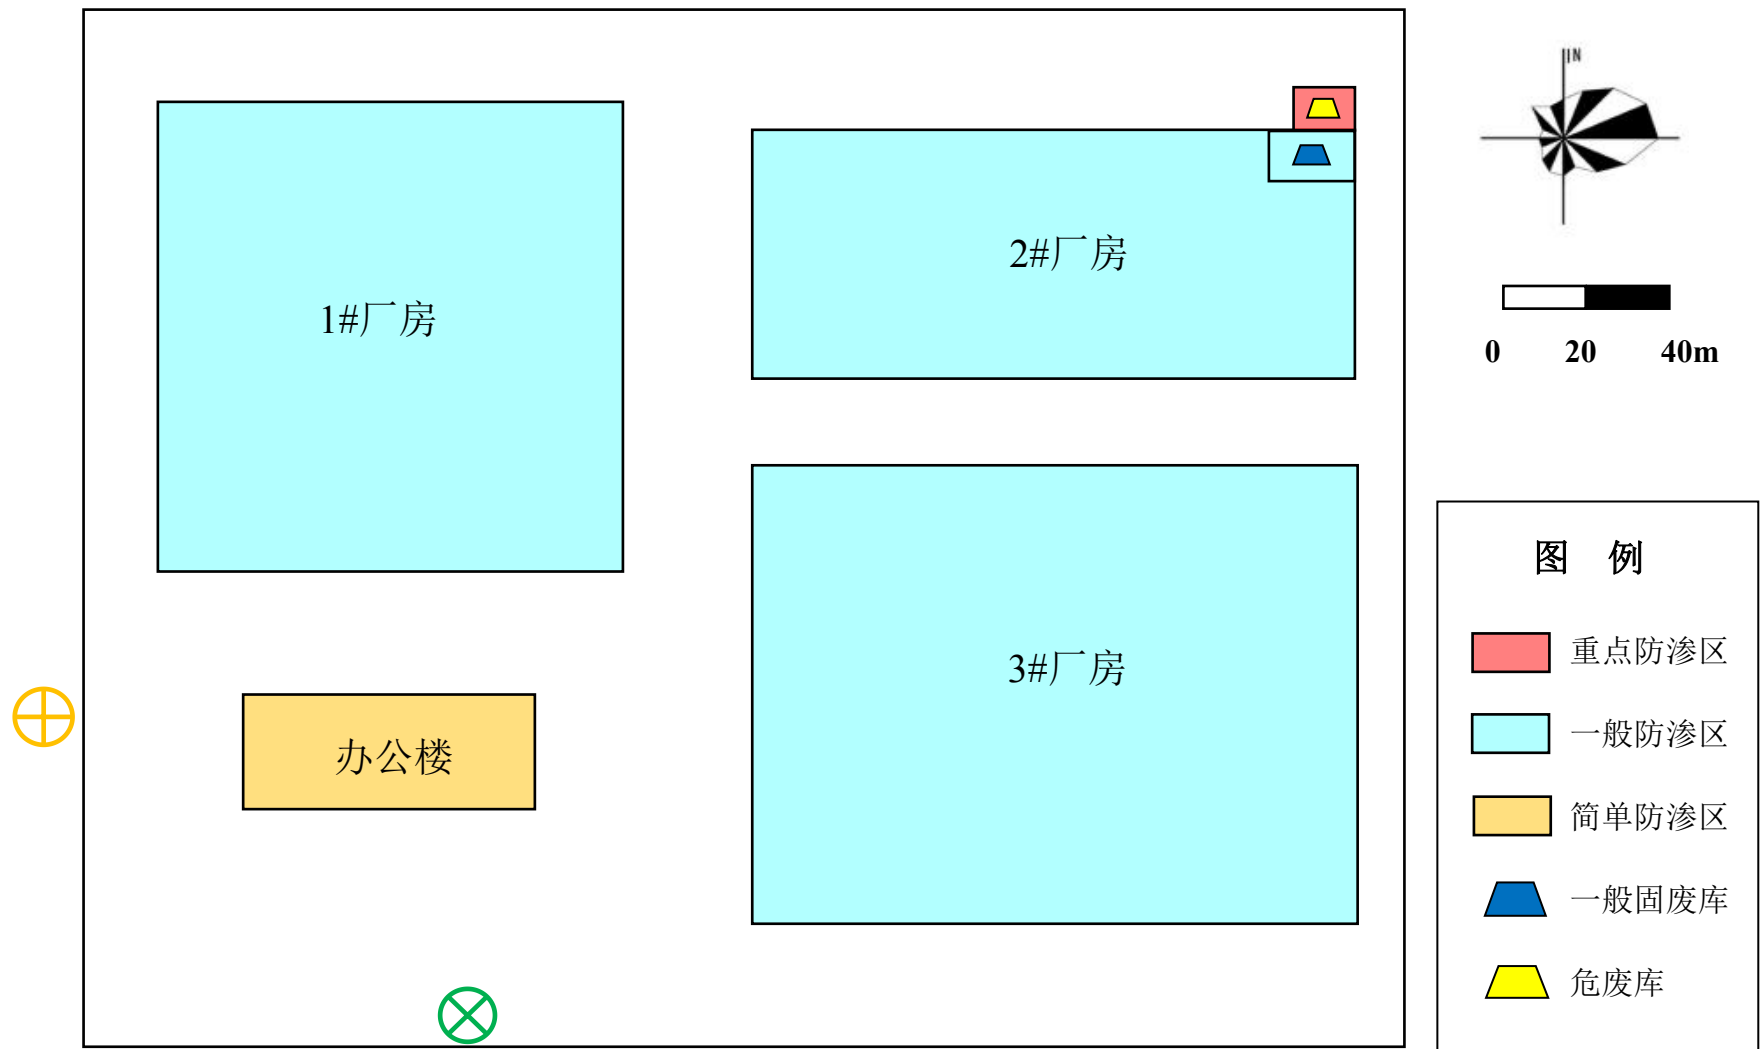 N
1#厂房
2#厂房
0 20 40m
3#厂房
办公楼
图 例
重点防渗区
一般防渗区
简单防渗区
一般固废库
危废库